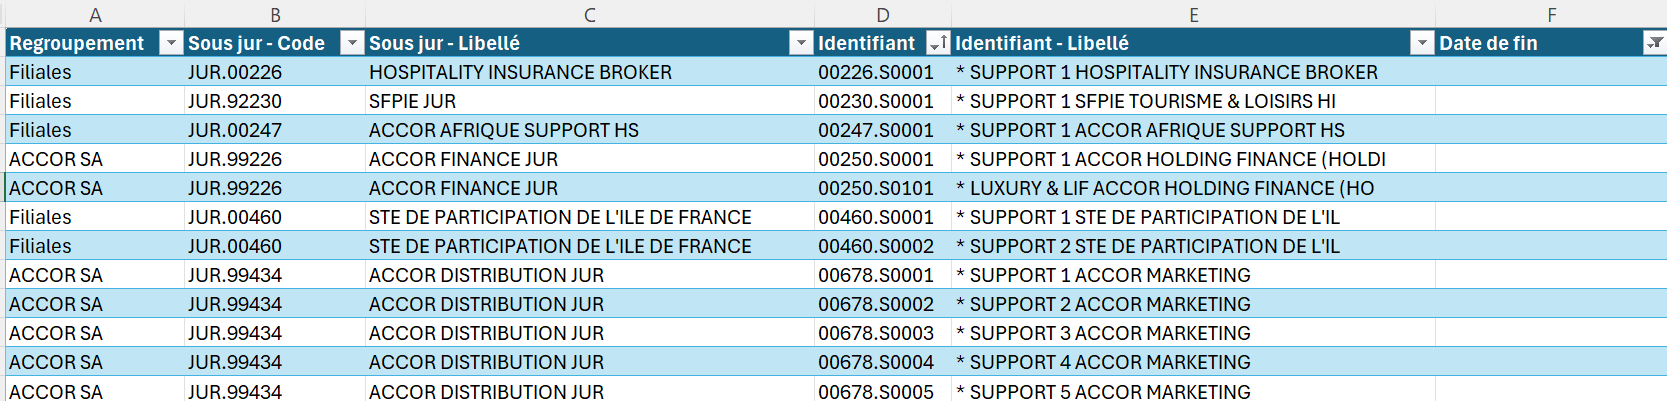 A B C D E F
Regroupement Sous jur - Code Sous jur - Libellé Identifiant Identifiant - Libellé Date de fin
Filiales JUR.00226 HOSPITALITY INSURANCE BROKER 00226.S0001 * SUPPORT 1 HOSPITALITY INSURANCE BROKER
Filiales JUR.92230 SFPIE JUR 00230.S0001 * SUPPORT 1 SFPIE TOURISME & LOISIRS HI
Filiales JUR.00247 ACCOR AFRIQUE SUPPORT HS 00247.S0001 * SUPPORT 1 ACCOR AFRIQUE SUPPORT HS
ACCOR SA JUR.99226 ACCOR FINANCE JUR 00250.S0001 * SUPPORT 1 ACCOR HOLDING FINANCE (HOLDI
ACCOR SA JUR.99226 ACCOR FINANCE JUR 00250.S0101 * LUXURY & LIF ACCOR HOLDING FINANCE (HO
Filiales JUR.00460 STE DE PARTICIPATION DE L'ILE DE FRANCE 00460.S0001 * SUPPORT 1 STE DE PARTICIPATION DE L'IL
Filiales JUR.00460 STE DE PARTICIPATION DE L'ILE DE FRANCE 00460.S0002 * SUPPORT 2 STE DE PARTICIPATION DE L'IL
ACCOR SA JUR.99434 ACCOR DISTRIBUTION JUR 00678.S0001 * SUPPORT 1 ACCOR MARKETING
ACCOR SA JUR.99434 ACCOR DISTRIBUTION JUR 00678.S0002 * SUPPORT 2 ACCOR MARKETING
ACCOR SA JUR.99434 ACCOR DISTRIBUTION JUR 00678.S0003 * SUPPORT 3 ACCOR MARKETING
ACCOR SA JUR.99434 ACCOR DISTRIBUTION JUR 00678.S0004 * SUPPORT 4 ACCOR MARKETING
ACCOR SA JUR.99434 ACCOR DISTRIBUTION JUR 00678.S0005 * SUPPORT 5 ACCOR MARKETING